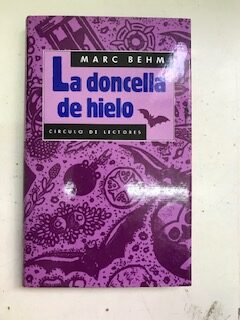 MARC BEHM
La doncella
de hielo
CÍRCULO DE LECTORES